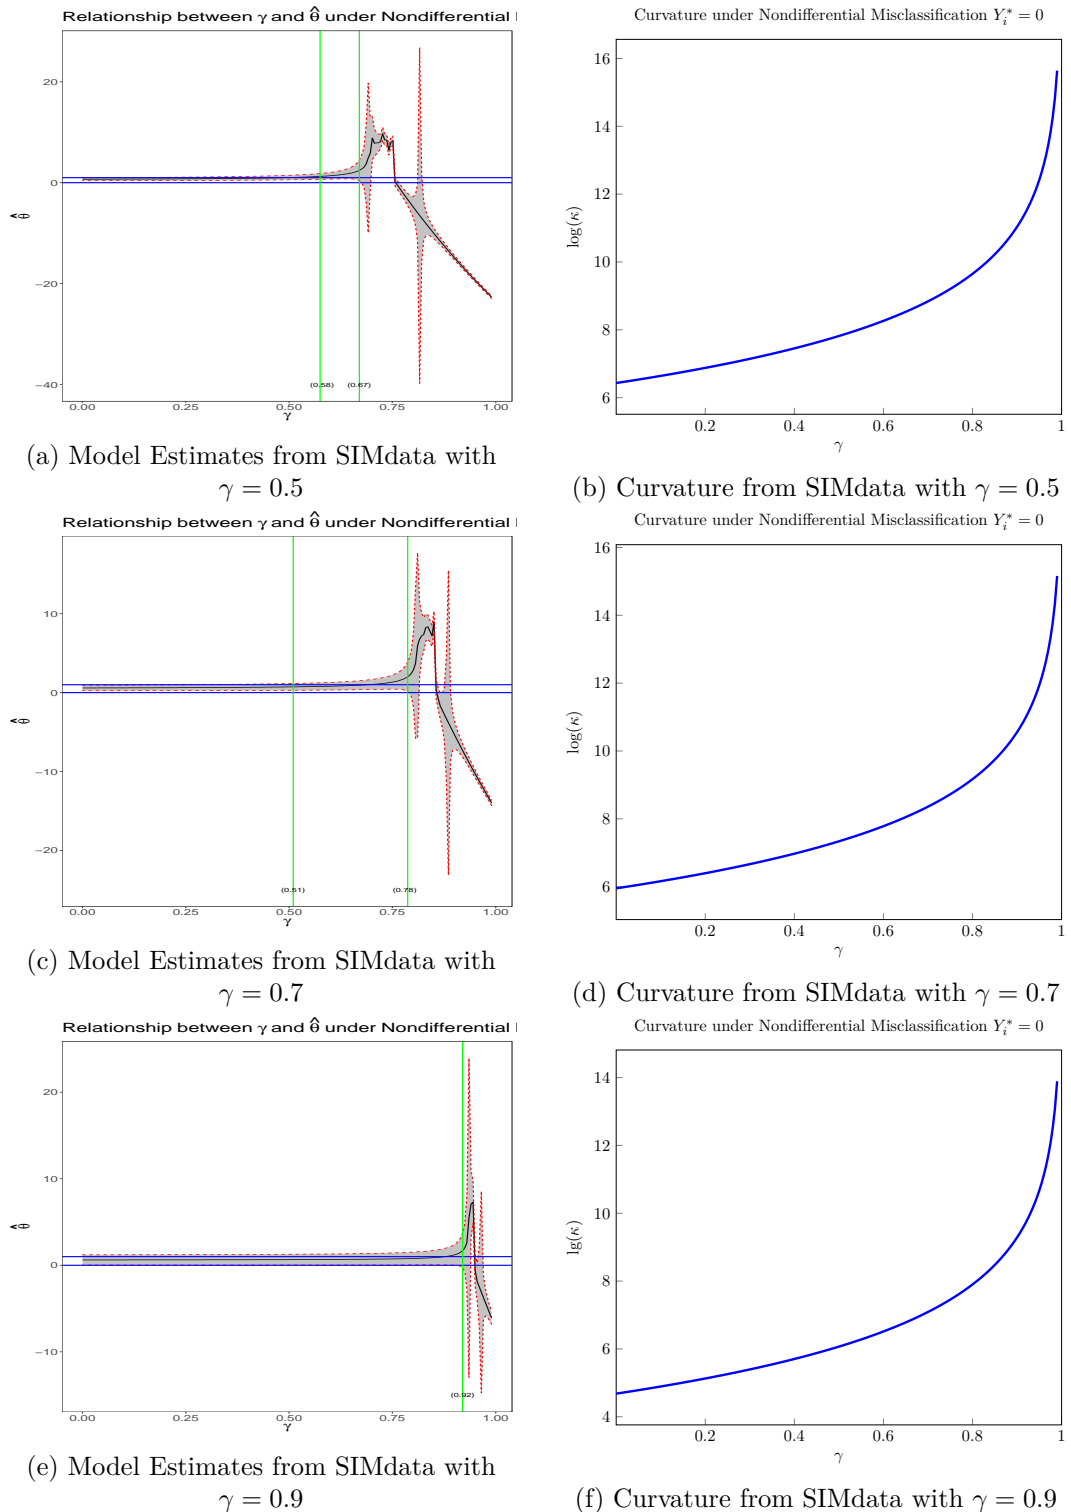 Relationship between γ and θ̂ under Nondifferential
20
0
−20
−40
θ̂
(0.58) (0.67)
0.00 0.25 0.50 0.75 1.00
γ
(a) Model Estimates from SIMdata with
γ = 0.5
Curvature under Nondifferential Misclassification Y_i^* = 0
16
14
12
10
8
6
log(κ)
0.2 0.4 0.6 0.8 1
γ
(b) Curvature from SIMdata with γ = 0.5
Relationship between γ and θ̂ under Nondifferential
10
0
−10
−20
θ̂
(0.51) (0.78)
0.00 0.25 0.50 0.75 1.00
γ
(c) Model Estimates from SIMdata with
γ = 0.7
Curvature under Nondifferential Misclassification Y_i^* = 0
16
14
12
10
8
6
log(κ)
0.2 0.4 0.6 0.8 1
γ
(d) Curvature from SIMdata with γ = 0.7
Relationship between γ and θ̂ under Nondifferential
20
10
0
−10
θ̂
(0.92)
0.00 0.25 0.50 0.75 1.00
γ
(e) Model Estimates from SIMdata with
γ = 0.9
Curvature under Nondifferential Misclassification Y_i^* = 0
14
12
10
8
6
4
lg(κ)
0.2 0.4 0.6 0.8 1
γ
(f) Curvature from SIMdata with γ = 0.9